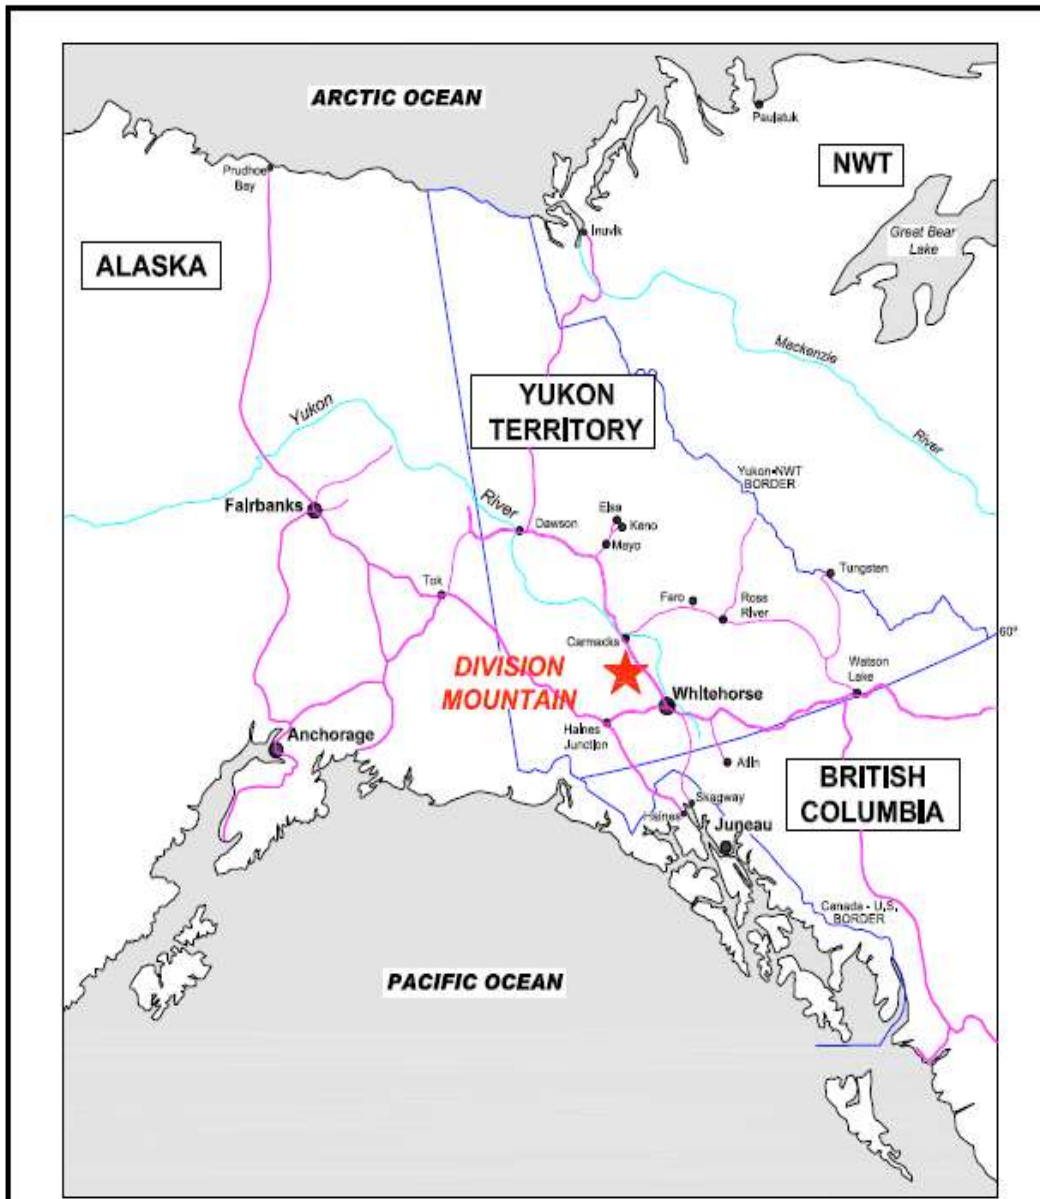 ARCTIC OCEAN
Paulatuk
NWT
Prudhoe
Bay
Inuvik
Great Bear
Lake
ALASKA
Mackenzie
River
YUKON
TERRITORY
Yukon
River
Yukon-NWT
BORDER
Fairbanks
Elsa
Keno
Dawson
Mayo
Tungsten
Tok
Faro
Ross
River
60°
Carmacks
DIVISION
MOUNTAIN
Watson
Lake
Whitehorse
Haines
Junction
Anchorage
Atlin
BRITISH
COLUMBIA
Skagway
Haines
Juneau
Canada - U.S.
BORDER
PACIFIC OCEAN